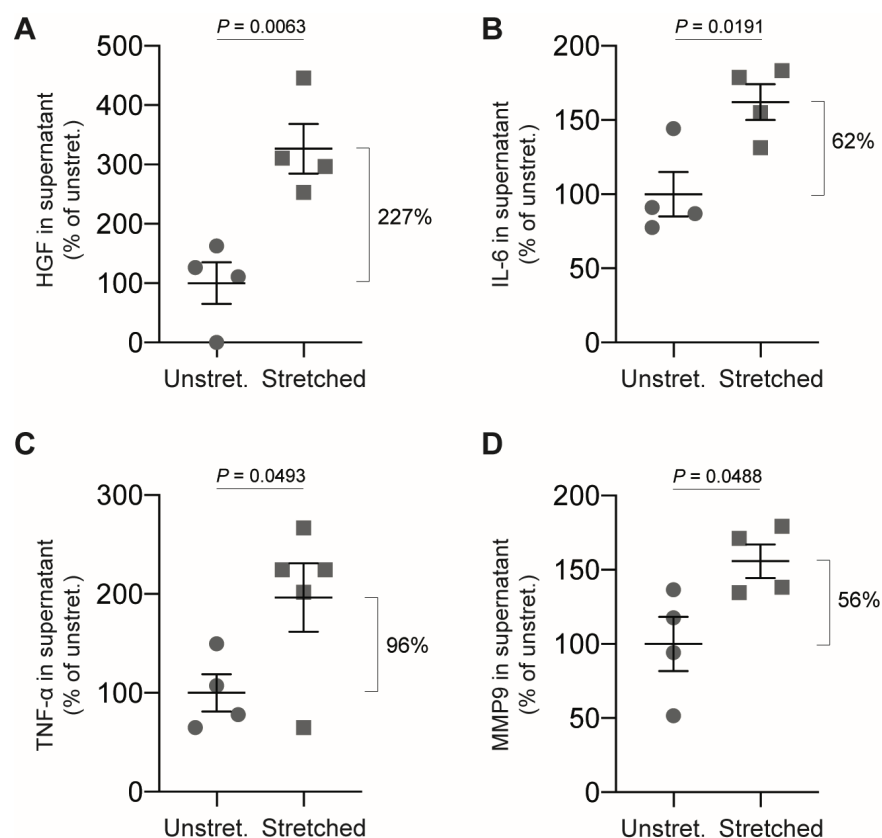 A
P = 0.0063
HGF in supernatant
(% of unstret.)
500
400
300
200
100
0
227%
Unstret. Stretched
B
P = 0.0191
IL-6 in supernatant
(% of unstret.)
200
150
100
50
0
62%
Unstret. Stretched
C
P = 0.0493
TNF-α in supernatant
(% of unstret.)
300
200
100
0
96%
Unstret. Stretched
D
P = 0.0488
MMP9 in supernatant
(% of unstret.)
200
150
100
50
0
56%
Unstret. Stretched